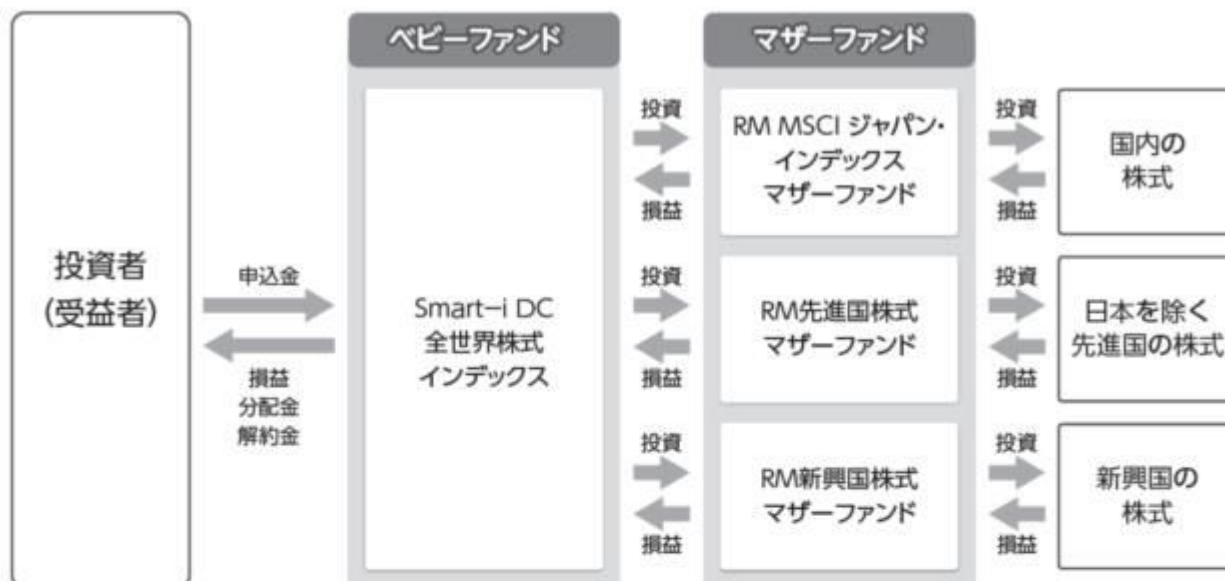 ベビーファンド
マザーファンド
投資者
(受益者)
申込金
損益
分配金
解約金
Smart-i DC
全世界株式
インデックス
投資
損益
RM MSCI ジャパン・
インデックス
マザーファンド
投資
損益
国内の
株式
投資
損益
RM先進国株式
マザーファンド
投資
損益
日本を除く
先進国の株式
投資
損益
RM新興国株式
マザーファンド
投資
損益
新興国の
株式